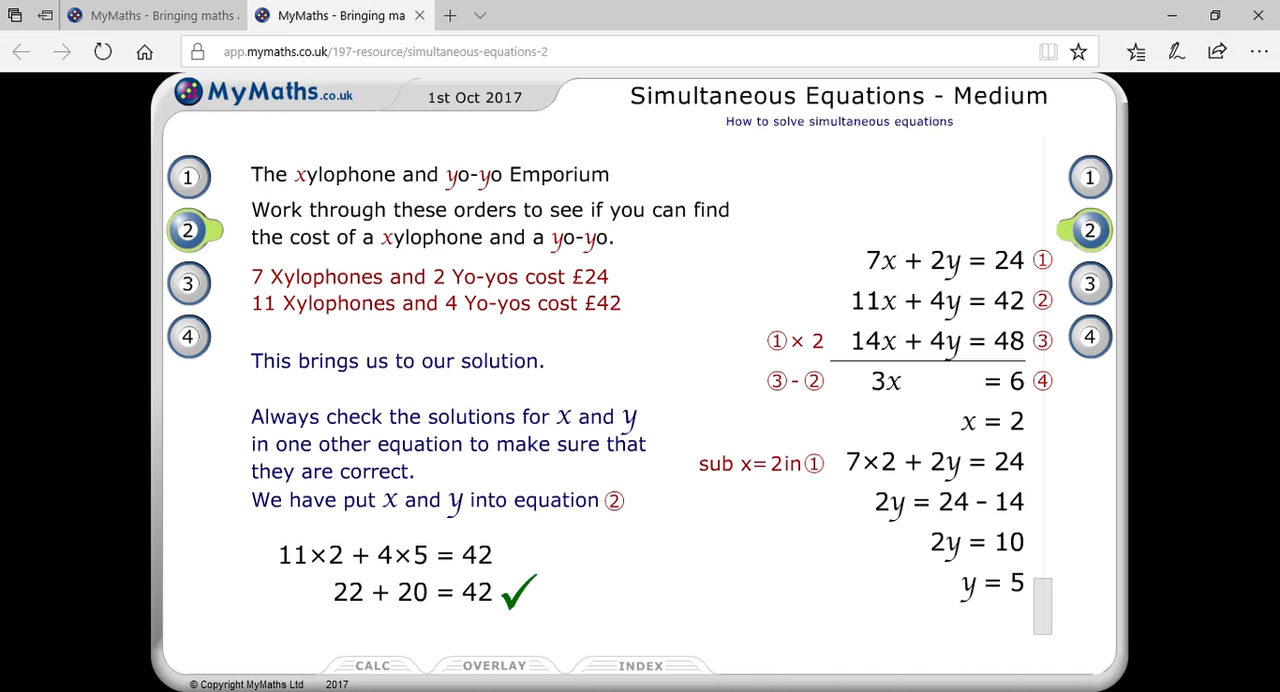 MyMaths - Bringing maths a
MyMaths - Bringing ma
app.mymaths.co.uk/197-resource/simultaneous-equations-2
MyMaths.co.uk
1st Oct 2017
Simultaneous Equations - Medium
How to solve simultaneous equations
1
2
3
4
The xylophone and yo-yo Emporium
Work through these orders to see if you can find
the cost of a xylophone and a yo-yo.
7 Xylophones and 2 Yo-yos cost £24
11 Xylophones and 4 Yo-yos cost £42
This brings us to our solution.
Always check the solutions for x and y
in one other equation to make sure that
they are correct.
We have put x and y into equation ②
11×2 + 4×5 = 42
22 + 20 = 42
7x + 2y = 24 ①
11x + 4y = 42 ②
①× 2 14x + 4y = 48 ③
③ - ② 3x = 6 ④
x = 2
sub x=2in① 7×2 + 2y = 24
2y = 24 - 14
2y = 10
y = 5
1
2
3
4
CALC
OVERLAY
INDEX
© Copyright MyMaths Ltd 2017